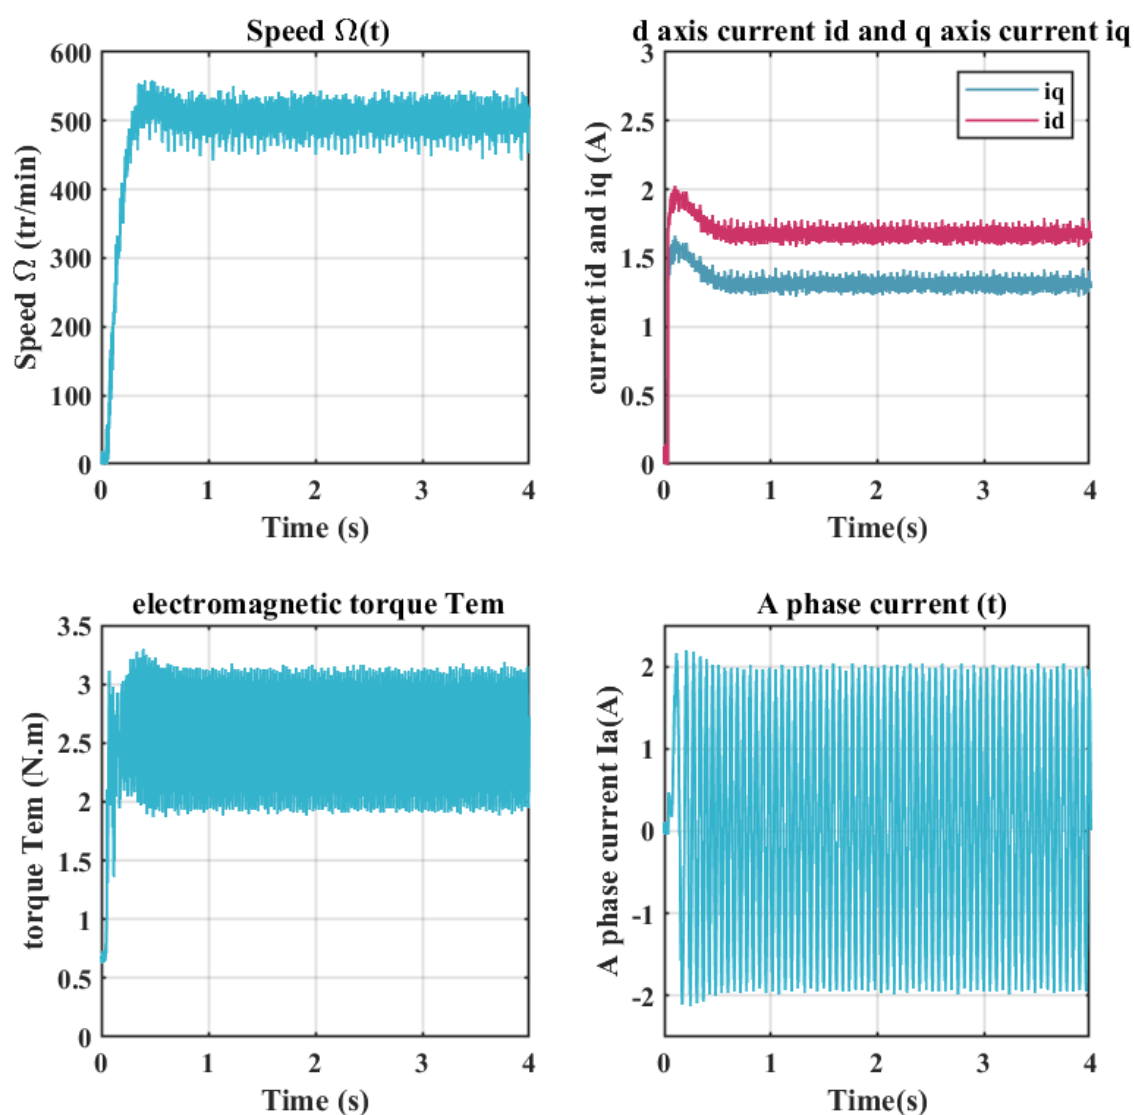 Speed Ω(t)
600
500
400
300
200
100
0
Speed Ω (tr/min)
0 1 2 3 4
Time (s)
d axis current id and q axis current iq
3
2.5
2
1.5
1
0.5
0
current id and iq (A)
iq
id
0 1 2 3 4
Time(s)
electromagnetic torque Tem
3.5
3
2.5
2
1.5
1
0.5
0
torque Tem (N.m)
0 1 2 3 4
Time (s)
A phase current (t)
2
1
0
-1
-2
A phase current Ia(A)
0 1 2 3 4
Time(s)